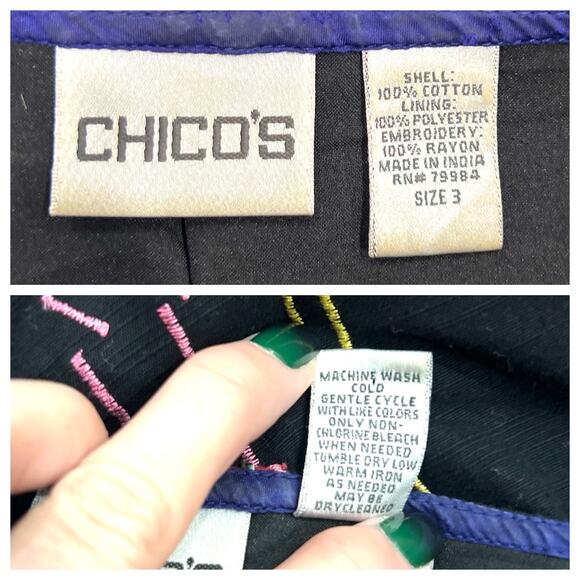 CHICO'S
SHELL:
100% COTTON
LINING:
100% POLYESTER
EMBROIDERY:
100% RAYON
MADE IN INDIA
RN# 79984
SIZE 3
MACHINE WASH
COLD
GENTLE CYCLE
WITH LIKE COLORS
ONLY NON-
CHLORINE BLEACH
WHEN NEEDED
TUMBLE DRY LOW
WARM IRON
AS NEEDED
MAY BE
DRYCLEANED